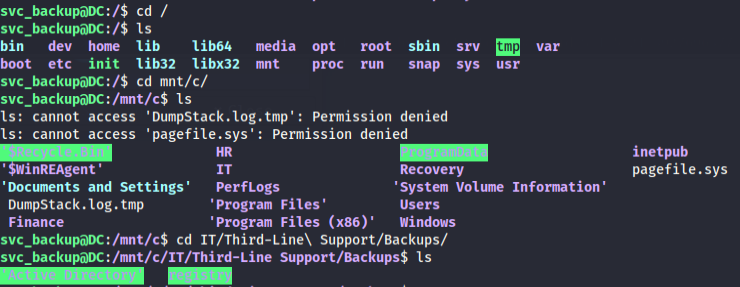 svc_backup@DC:/$ cd /
svc_backup@DC:/$ ls
bin dev home lib lib64 media opt root sbin srv tmp var
boot etc init lib32 libx32 mnt proc run snap sys usr
svc_backup@DC:/$ cd mnt/c/
svc_backup@DC:/mnt/c$ ls
ls: cannot access 'DumpStack.log.tmp': Permission denied
ls: cannot access 'pagefile.sys': Permission denied
'$Recycle.Bin' HR ProgramData inetpub
'$WinREAgent' IT Recovery pagefile.sys
'Documents and Settings' PerfLogs 'System Volume Information'
DumpStack.log.tmp 'Program Files' Users
Finance 'Program Files (x86)' Windows
svc_backup@DC:/mnt/c$ cd IT/Third-Line\ Support/Backups/
svc_backup@DC:/mnt/c/IT/Third-Line Support/Backups$ ls
'Active Directory' registry